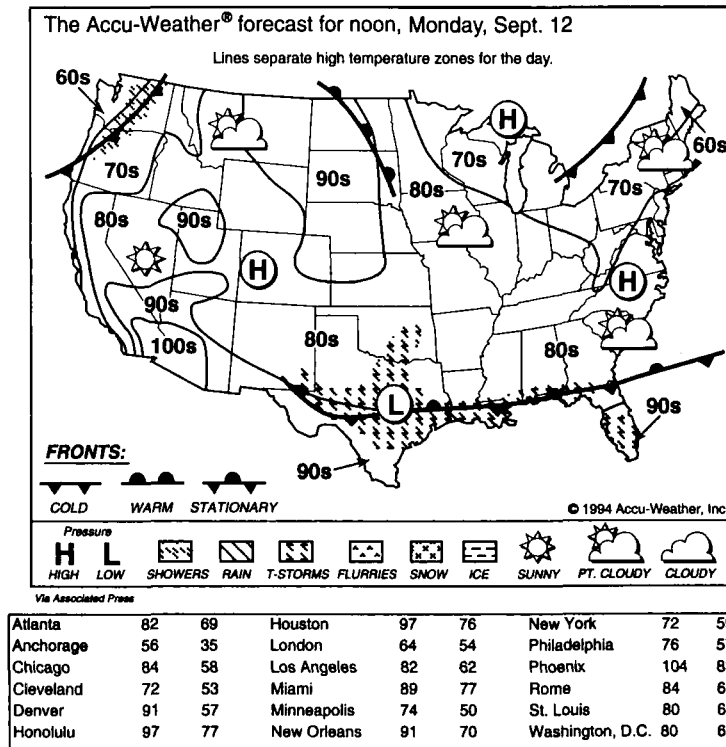 The Accu-Weather® forecast for noon, Monday, Sept. 12
Lines separate high temperature zones for the day.
60s
H
60s
70s
70s
70s
90s
80s
80s
90s
H
H
90s
100s
80s
80s
L
90s
90s
FRONTS:
COLD WARM STATIONARY
© 1994 Accu-Weather, Inc
Pressure
H L
HIGH LOW SHOWERS RAIN T-STORMS FLURRIES SNOW ICE SUNNY PT. CLOUDY CLOUDY
Via Associated Press
Atlanta 82 69 Houston 97 76 New York 72
Anchorage 56 35 London 64 54 Philadelphia 76
Chicago 84 58 Los Angeles 82 62 Phoenix 104
Cleveland 72 53 Miami 89 77 Rome 84
Denver 91 57 Minneapolis 74 50 St. Louis 80
Honolulu 97 77 New Orleans 91 70 Washington, D.C. 80